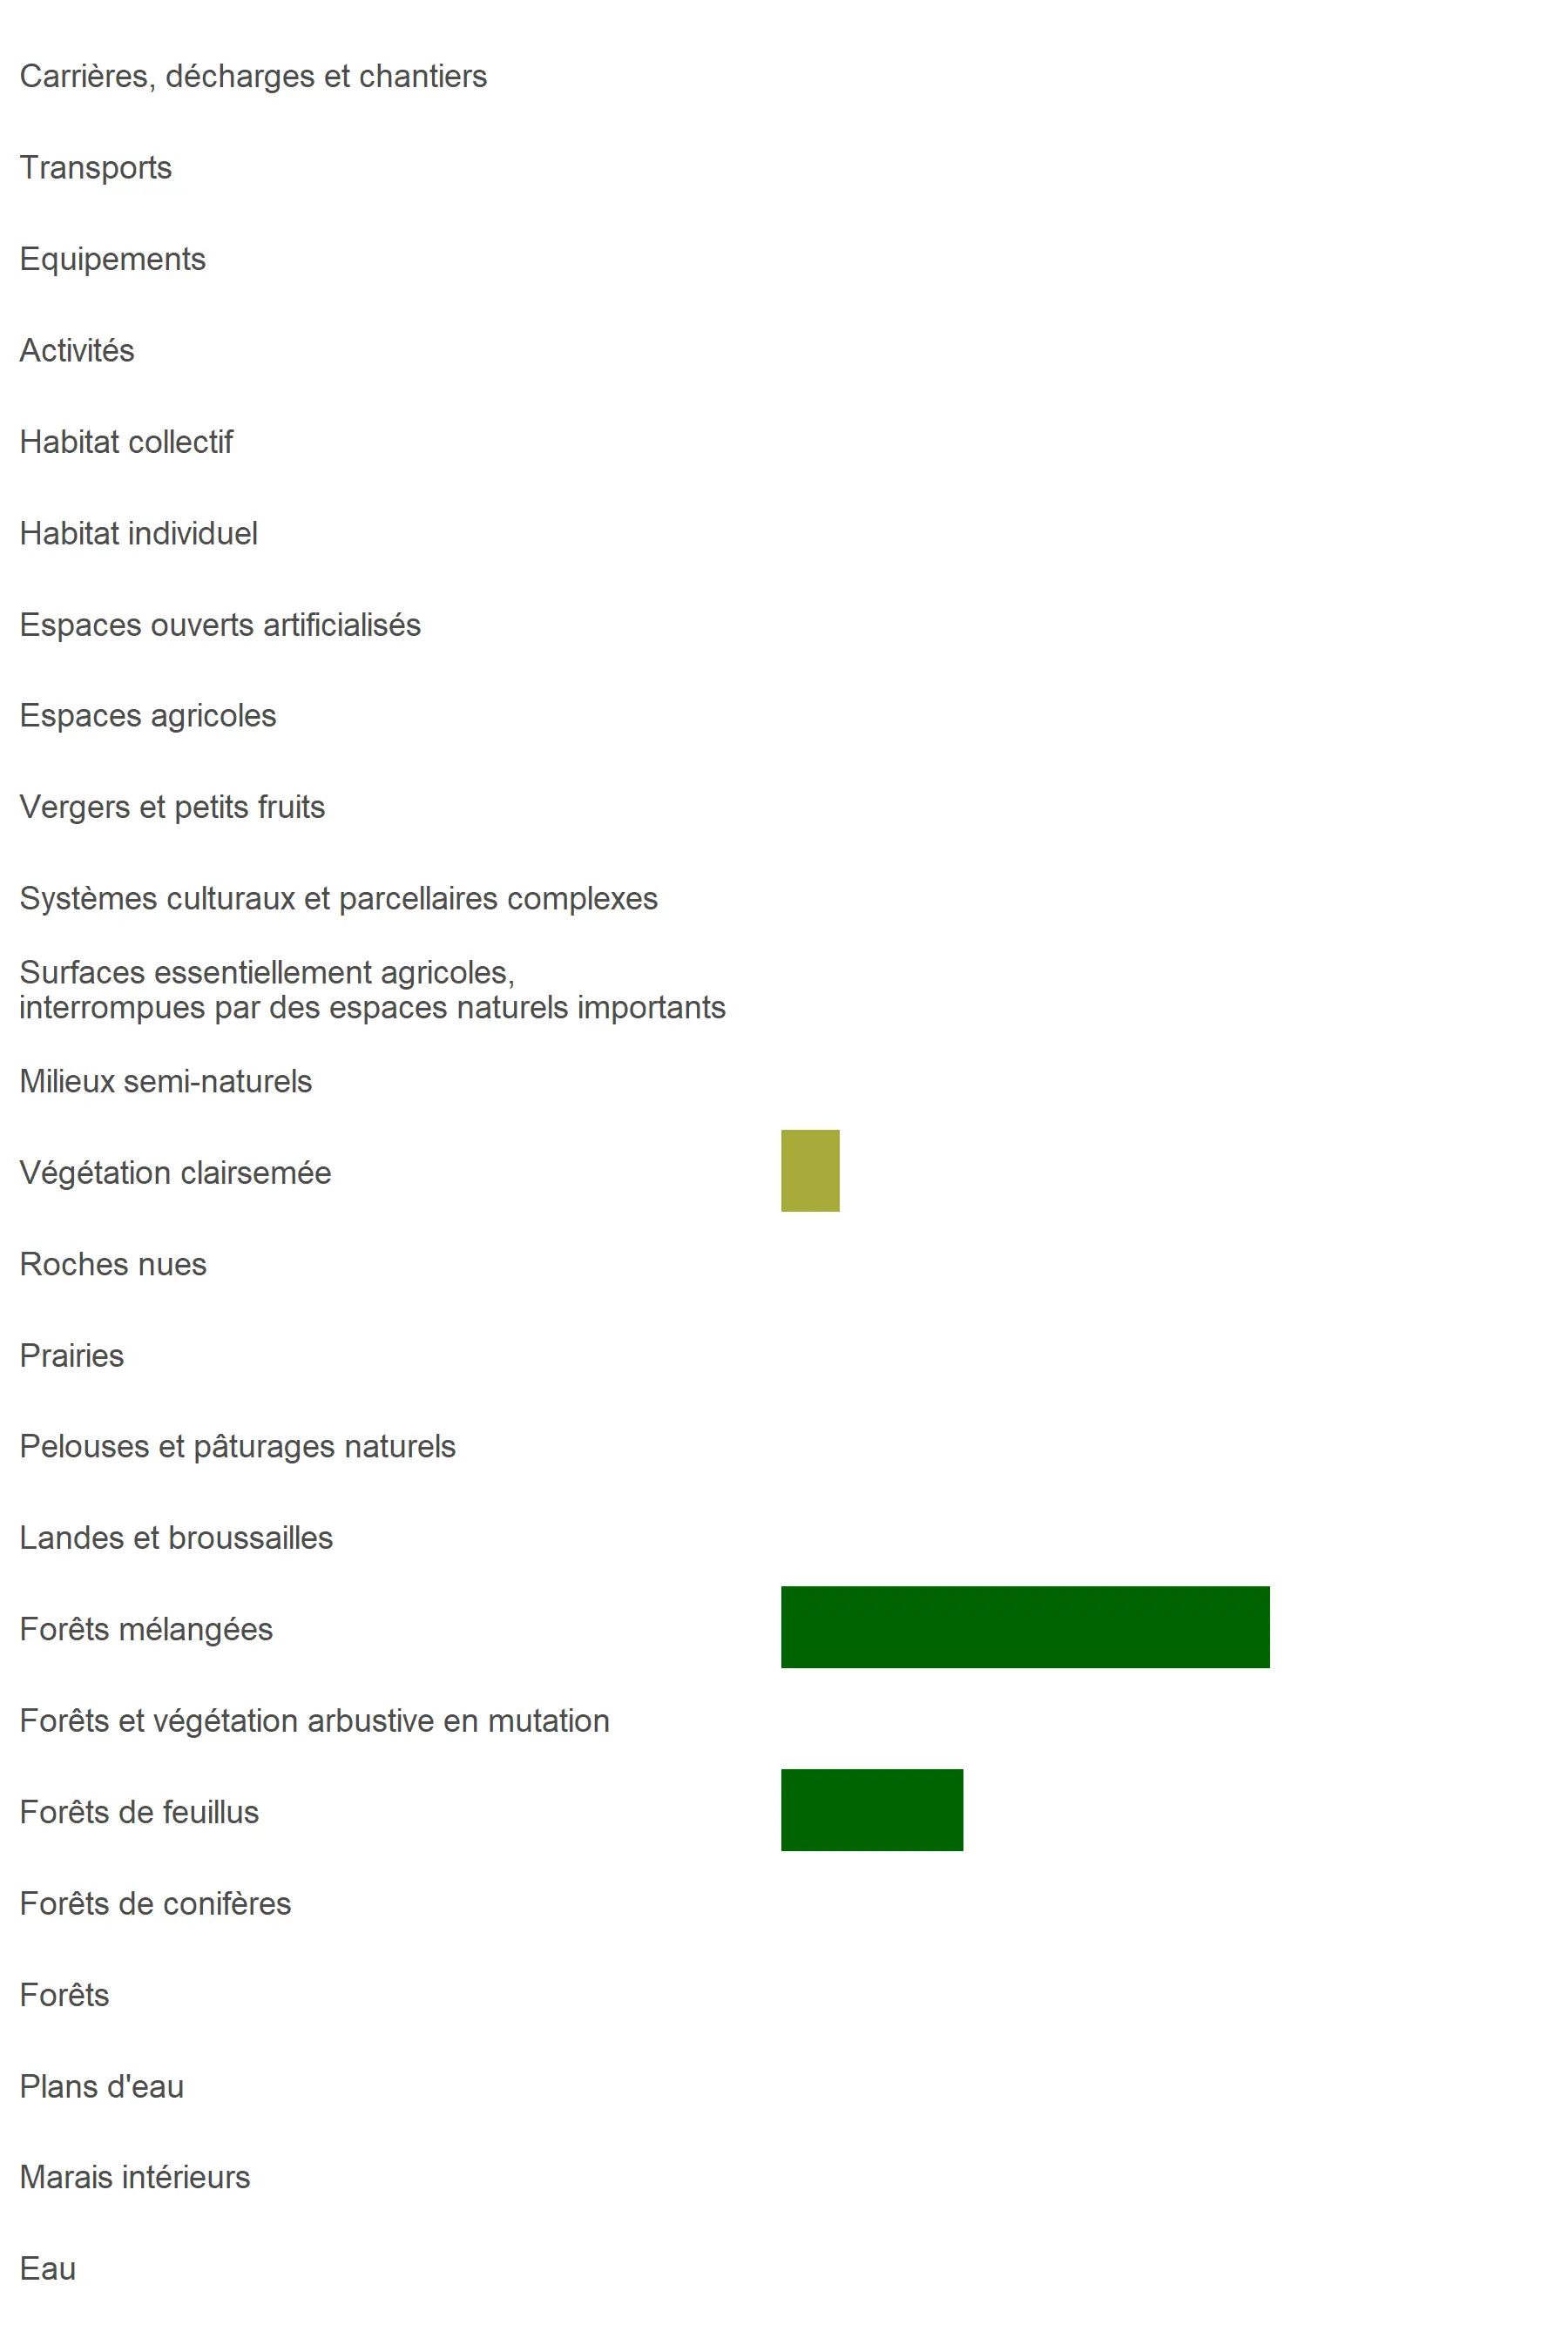 Carrières, décharges et chantiers
Transports
Equipements
Activités
Habitat collectif
Habitat individuel
Espaces ouverts artificialisés
Espaces agricoles
Vergers et petits fruits
Systèmes culturaux et parcellaires complexes
Surfaces essentiellement agricoles,
interrompues par des espaces naturels importants
Milieux semi-naturels
Végétation clairsemée
Roches nues
Prairies
Pelouses et pâturages naturels
Landes et broussailles
Forêts mélangées
Forêts et végétation arbustive en mutation
Forêts de feuillus
Forêts de conifères
Forêts
Plans d'eau
Marais intérieurs
Eau